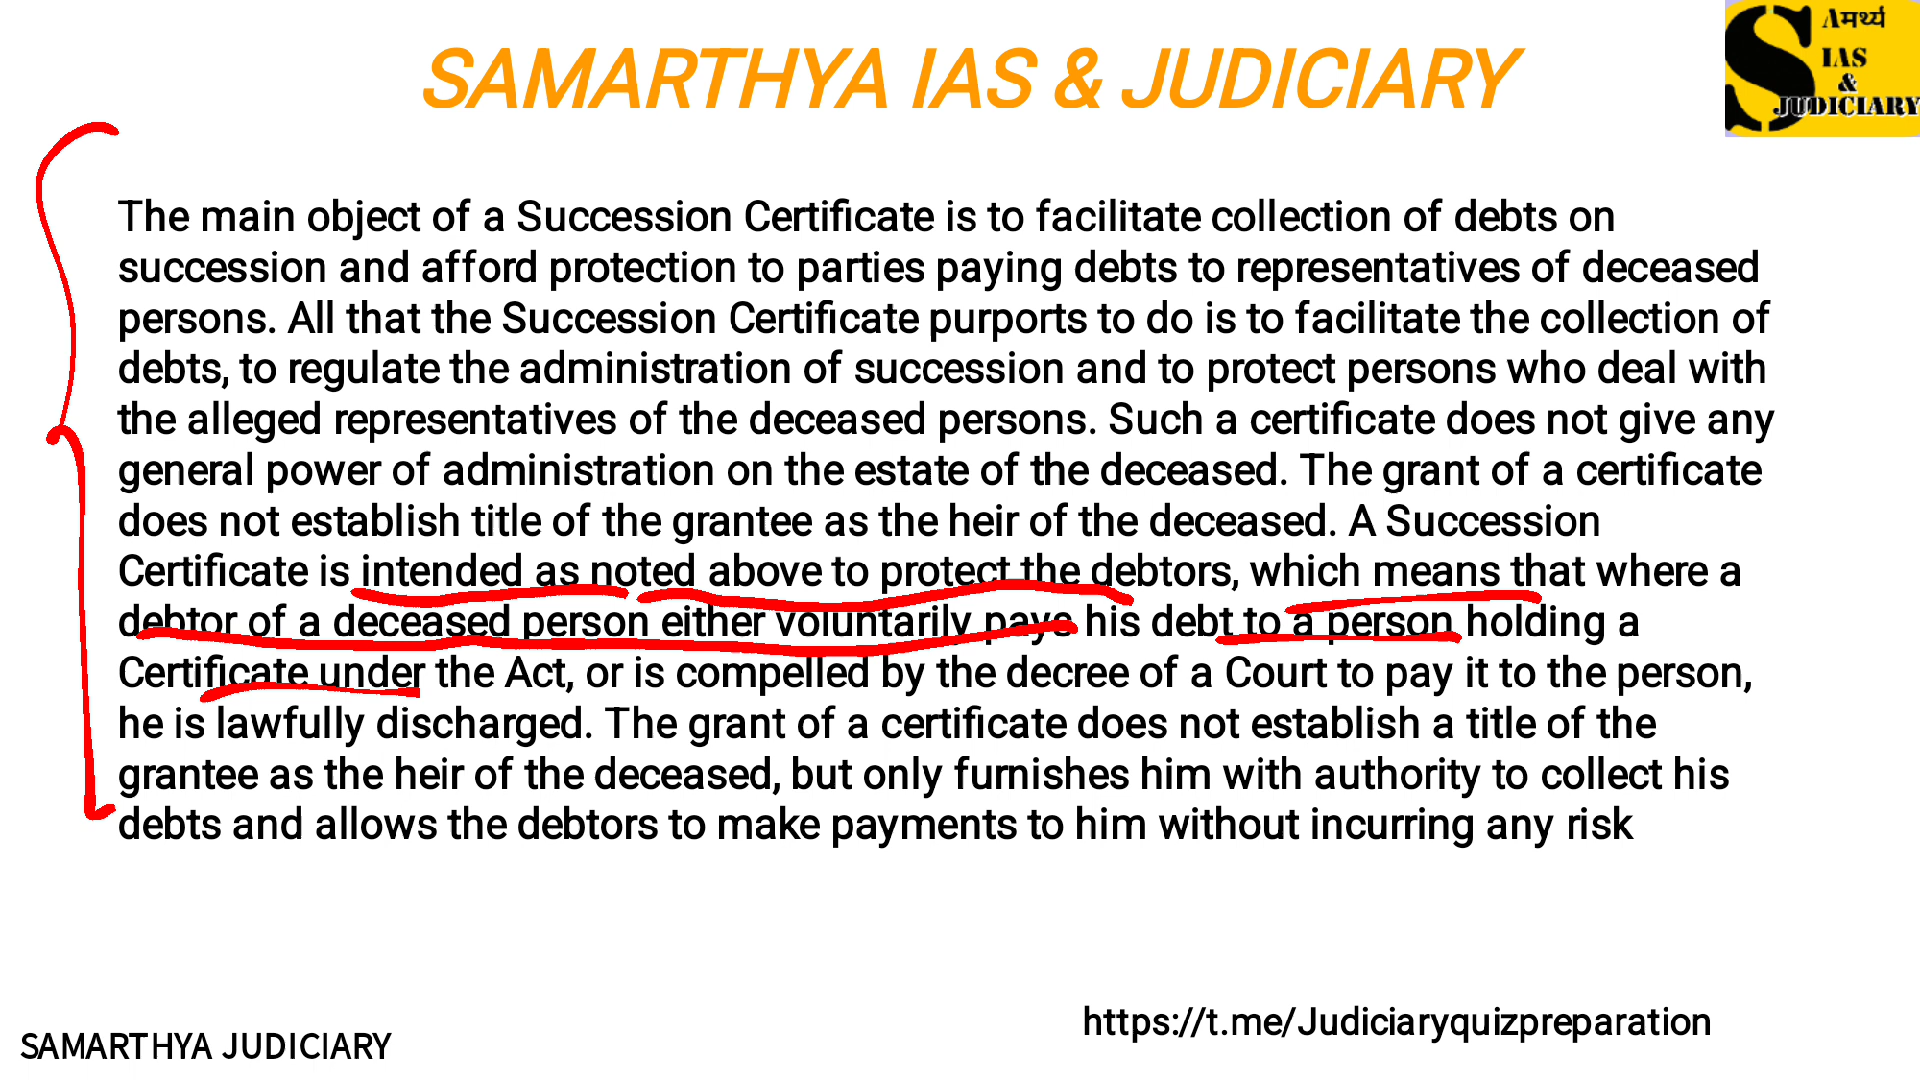 SAMARTHYA IAS & JUDICIARY
Sामर्थ्य
IAS
&
JUDICIARY
The main object of a Succession Certificate is to facilitate collection of debts on
succession and afford protection to parties paying debts to representatives of deceased
persons. All that the Succession Certificate purports to do is to facilitate the collection of
debts, to regulate the administration of succession and to protect persons who deal with
the alleged representatives of the deceased persons. Such a certificate does not give any
general power of administration on the estate of the deceased. The grant of a certificate
does not establish title of the grantee as the heir of the deceased. A Succession
Certificate is intended as noted above to protect the debtors, which means that where a
debtor of a deceased person either voluntarily pays his debt to a person holding a
Certificate under the Act, or is compelled by the decree of a Court to pay it to the person,
he is lawfully discharged. The grant of a certificate does not establish a title of the
grantee as the heir of the deceased, but only furnishes him with authority to collect his
debts and allows the debtors to make payments to him without incurring any risk
https://t.me/Judiciaryquizpreparation
SAMARTHYA JUDICIARY